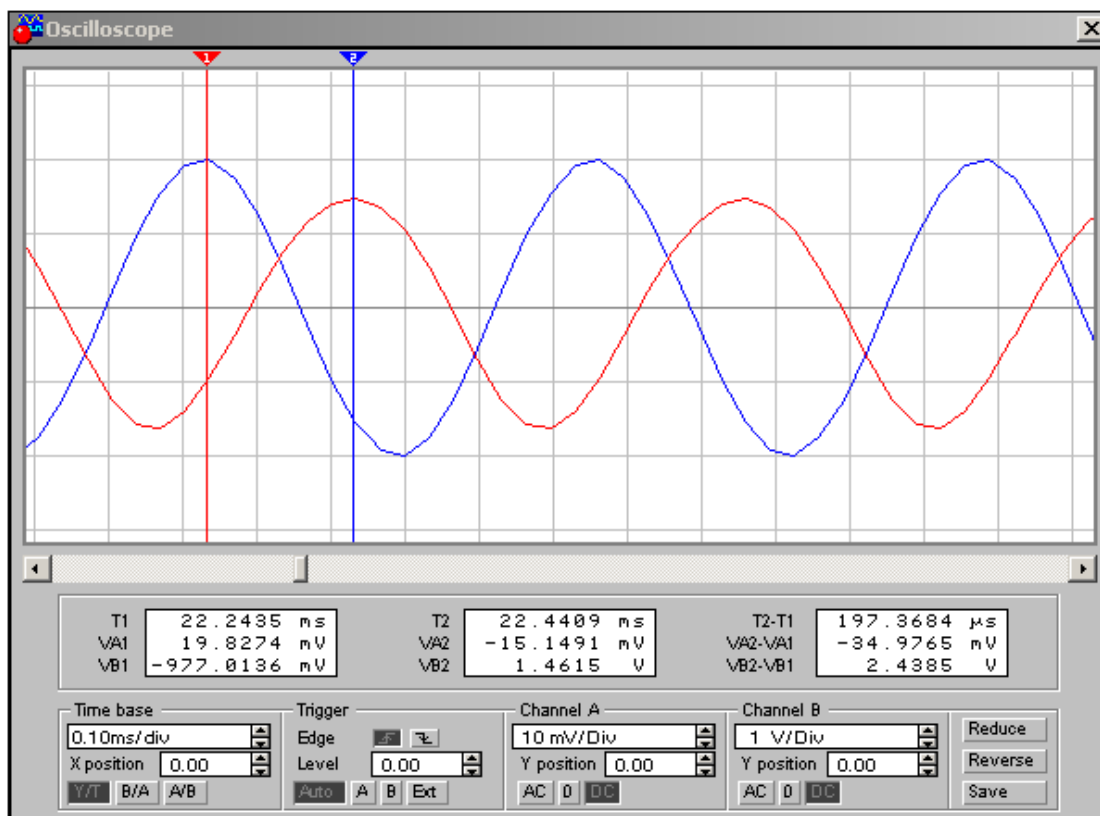 Oscilloscope
1 2
T1 22.2435 ms T2 22.4409 ms T2-T1 197.3684 µs
VA1 19.8274 mV VA2 -15.1491 mV VA2-VA1 -34.9765 mV
VB1 -977.0136 mV VB2 1.4615 V VB2-VB1 2.4385 V
Time base Trigger Channel A Channel B
0.10ms/div Edge 10 mV/Div 1 V/Div Reduce
X position 0.00 Level 0.00 Y position 0.00 Y position 0.00 Reverse
Y/T B/A A/B Auto A B Ext AC 0 DC AC 0 DC Save